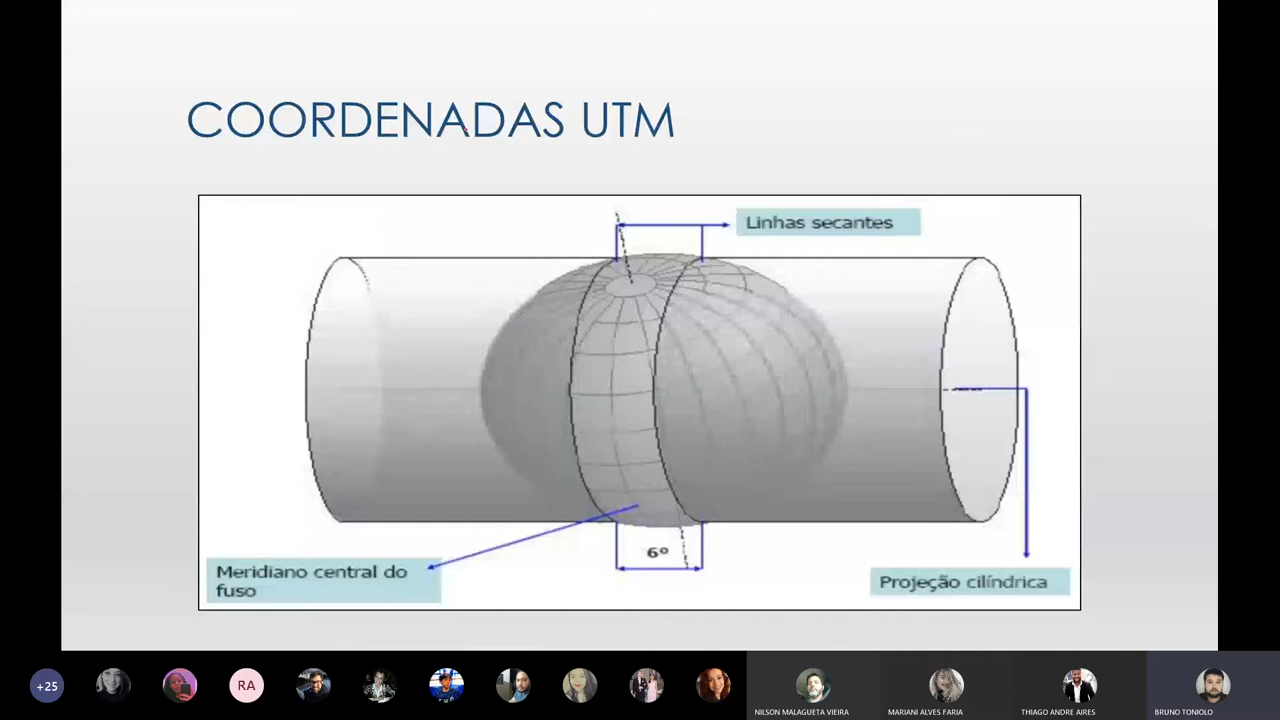 COORDENADAS UTM
Linhas secantes
6º
Meridiano central do
fuso
Projeção cilíndrica
+25
RA
NILSON MALAGUETA VIEIRA
MARIANI ALVES FARIA
THIAGO ANDRE AIRES
BRUNO TONIOLO